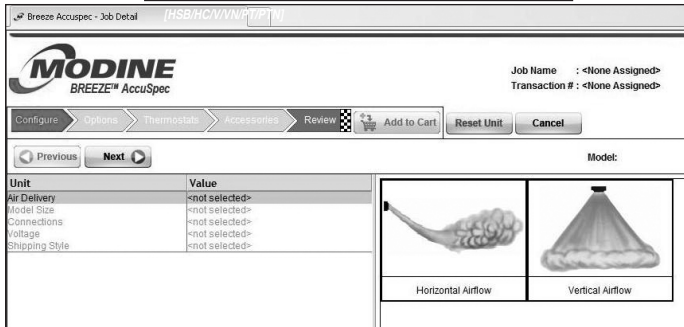 Breeze Accuspec - Job Detail
[HSB/HC/V/VN/PT/PTN]
MODINE
BREEZE™ AccuSpec
Job Name : <None Assigned>
Transaction # : <None Assigned>
Configure Options Thermostats Accessories Review Add to Cart Reset Unit Cancel
Previous Next Model:
Unit Value
Air Delivery <not selected>
Model Size <not selected>
Connections <not selected>
Voltage <not selected>
Shipping Style <not selected>
Horizontal Airflow Vertical Airflow